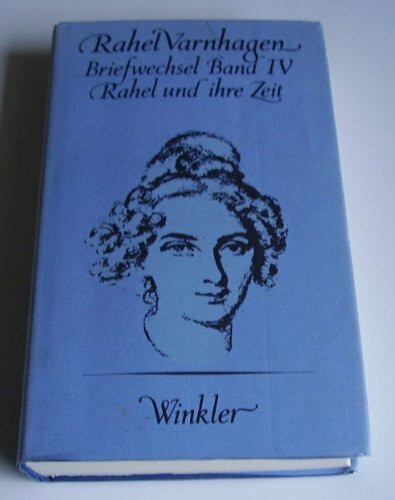 Rahel Varnhagen
Briefwechsel Band IV
Rahel und ihre Zeit
Winkler